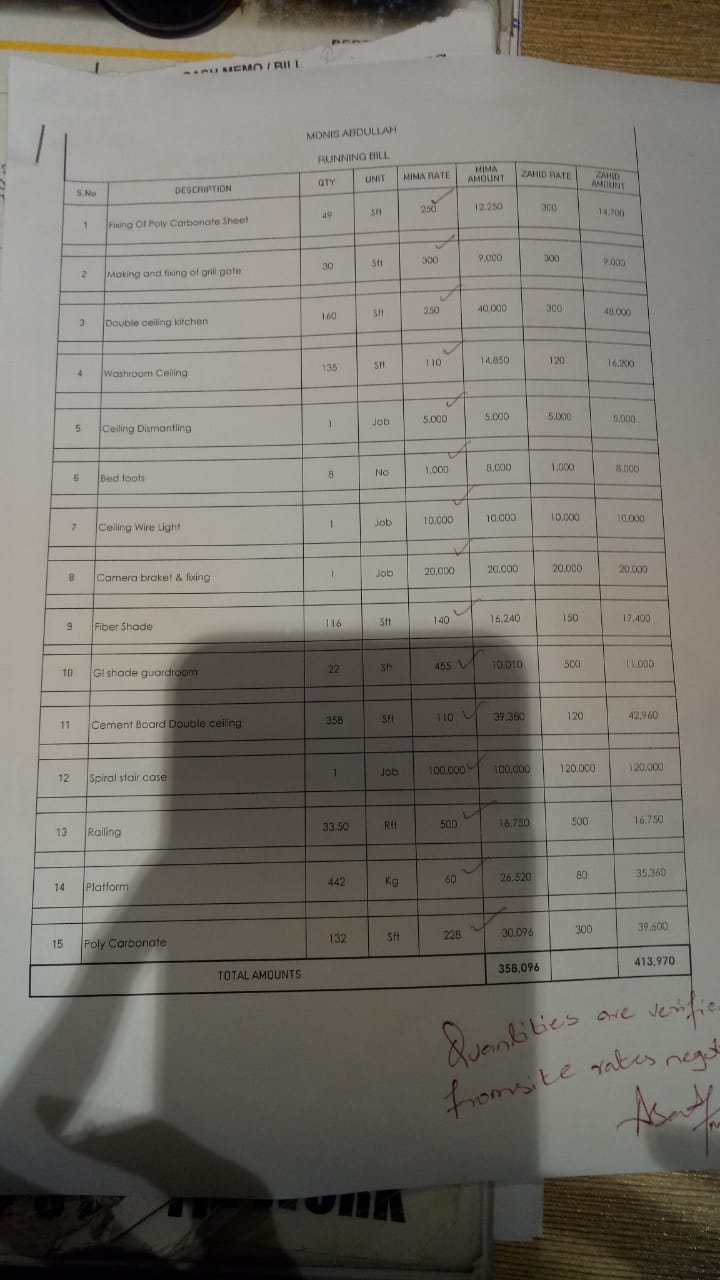 CASH MEMO / BILL
MONIS ABDULLAH
RUNNING BILL
S.No DESCRIPTION QTY UNIT MIMA RATE MIMA AMOUNT ZAHID RATE ZAHID AMOUNT
1 Fixing Of Poly Carbonate Sheet 49 Sft 250 12,250 300 14,700
2 Making and fixing of grill gate 30 Sft 300 9,000 300 9,000
3 Double ceiling kitchen 160 Sft 250 40,000 300 48,000
4 Washroom Ceiling 135 Sft 110 14,850 120 16,200
5 Ceiling Dismantling 1 Job 5,000 5,000 5,000 5,000
6 Bed foots 8 No 1,000 8,000 1,000 8,000
7 Ceiling Wire Light 1 Job 10,000 10,000 10,000 10,000
8 Camera braket & fixing 1 Job 20,000 20,000 20,000 20,000
9 Fiber Shade 116 Sft 140 16,240 150 17,400
10 GI shade guardroom 22 Sft 455 10,010 500 11,000
11 Cement Board Double ceiling 358 Sft 110 39,380 120 42,960
12 Spiral stair case 1 Job 100,000 100,000 120,000 120,000
13 Railing 33.50 Rft 500 16,750 500 16,750
14 Platform 442 Kg 60 26,520 80 35,360
15 Poly Carbonate 132 Sft 228 30,096 300 39,600
TOTAL AMOUNTS 358,096 413,970
Quantities are verifie
from site rates negot